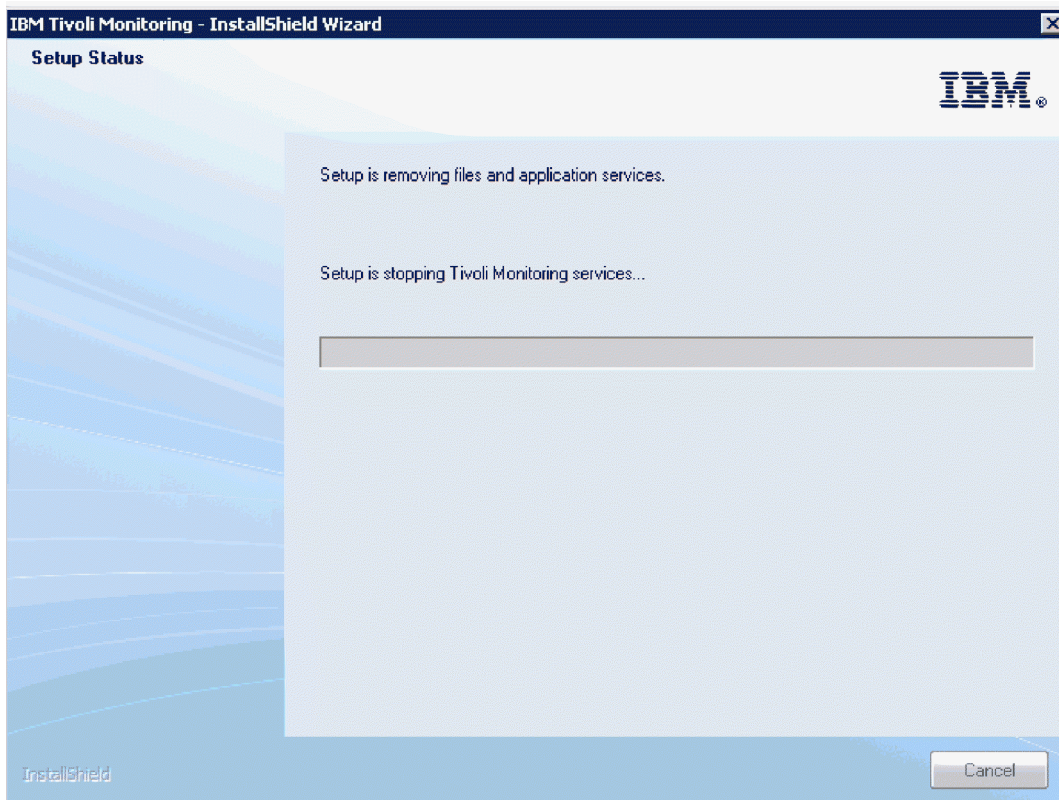 IBM Tivoli Monitoring - InstallShield Wizard
Setup Status
IBM®
Setup is removing files and application services.
Setup is stopping Tivoli Monitoring services...
InstallShield
Cancel